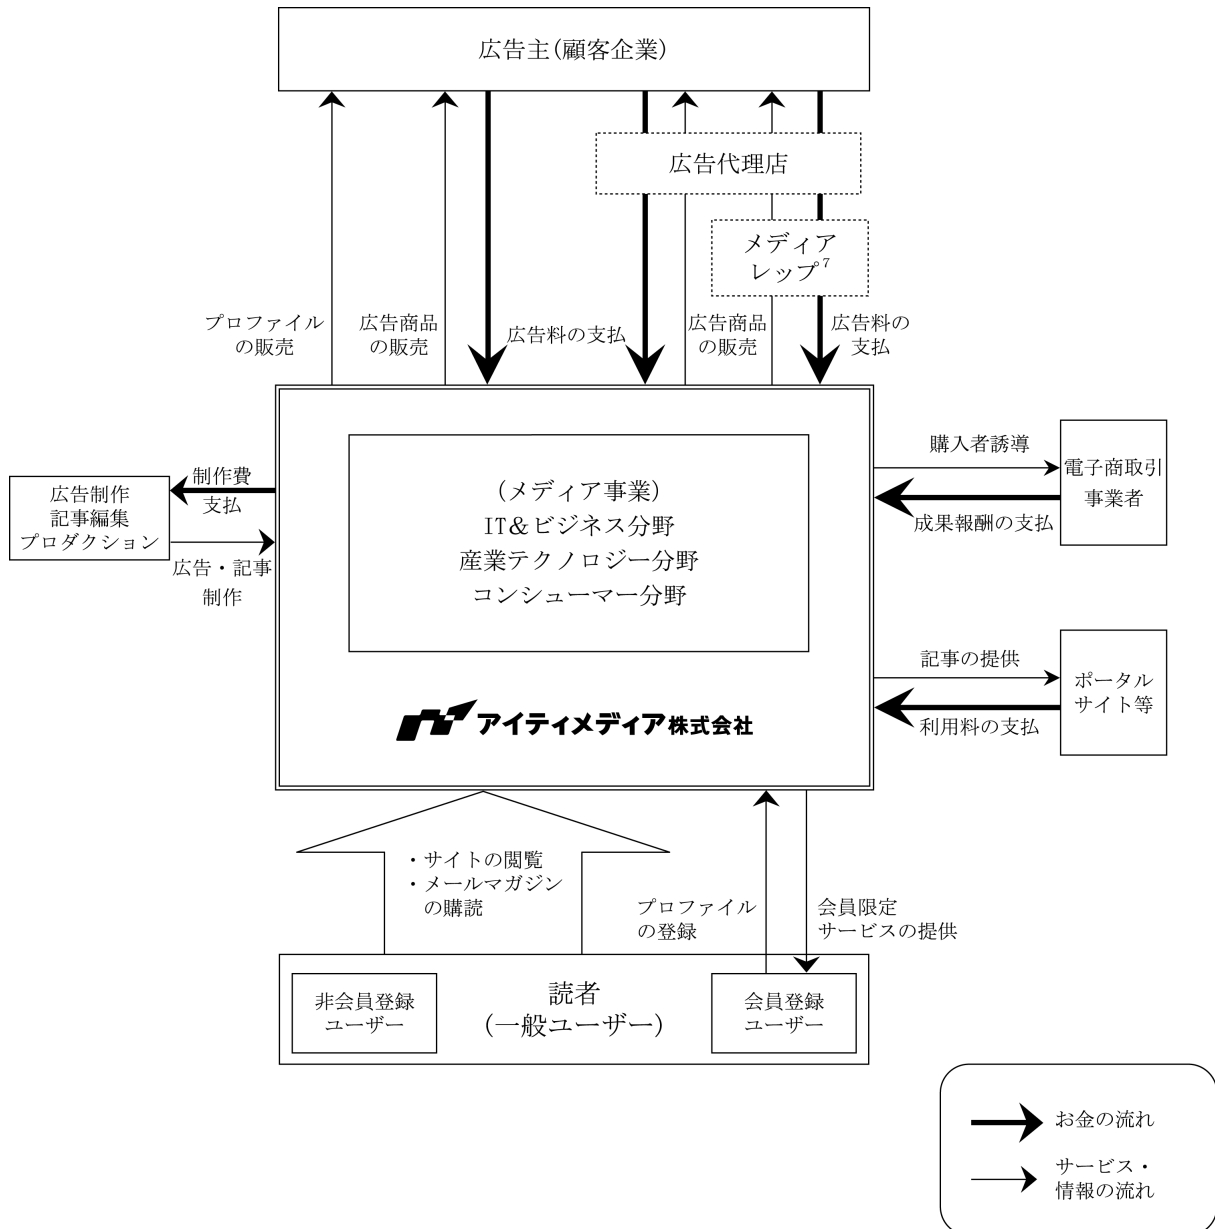 広告主(顧客企業)
広告代理店
メディア
レップ7
プロファイル
の販売
広告商品
の販売
広告料の支払
広告商品
の販売
広告料の
支払
制作費
支払
広告制作
記事編集
プロダクション
広告・記事
制作
(メディア事業)
IT&ビジネス分野
産業テクノロジー分野
コンシューマー分野
アイティメディア株式会社
購入者誘導
電子商取引
事業者
成果報酬の支払
記事の提供
ポータル
サイト等
利用料の支払
・サイトの閲覧
・メールマガジン
の購読
プロファイル
の登録
会員限定
サービスの提供
非会員登録
ユーザー
読者
(一般ユーザー)
会員登録
ユーザー
お金の流れ
サービス・
情報の流れ